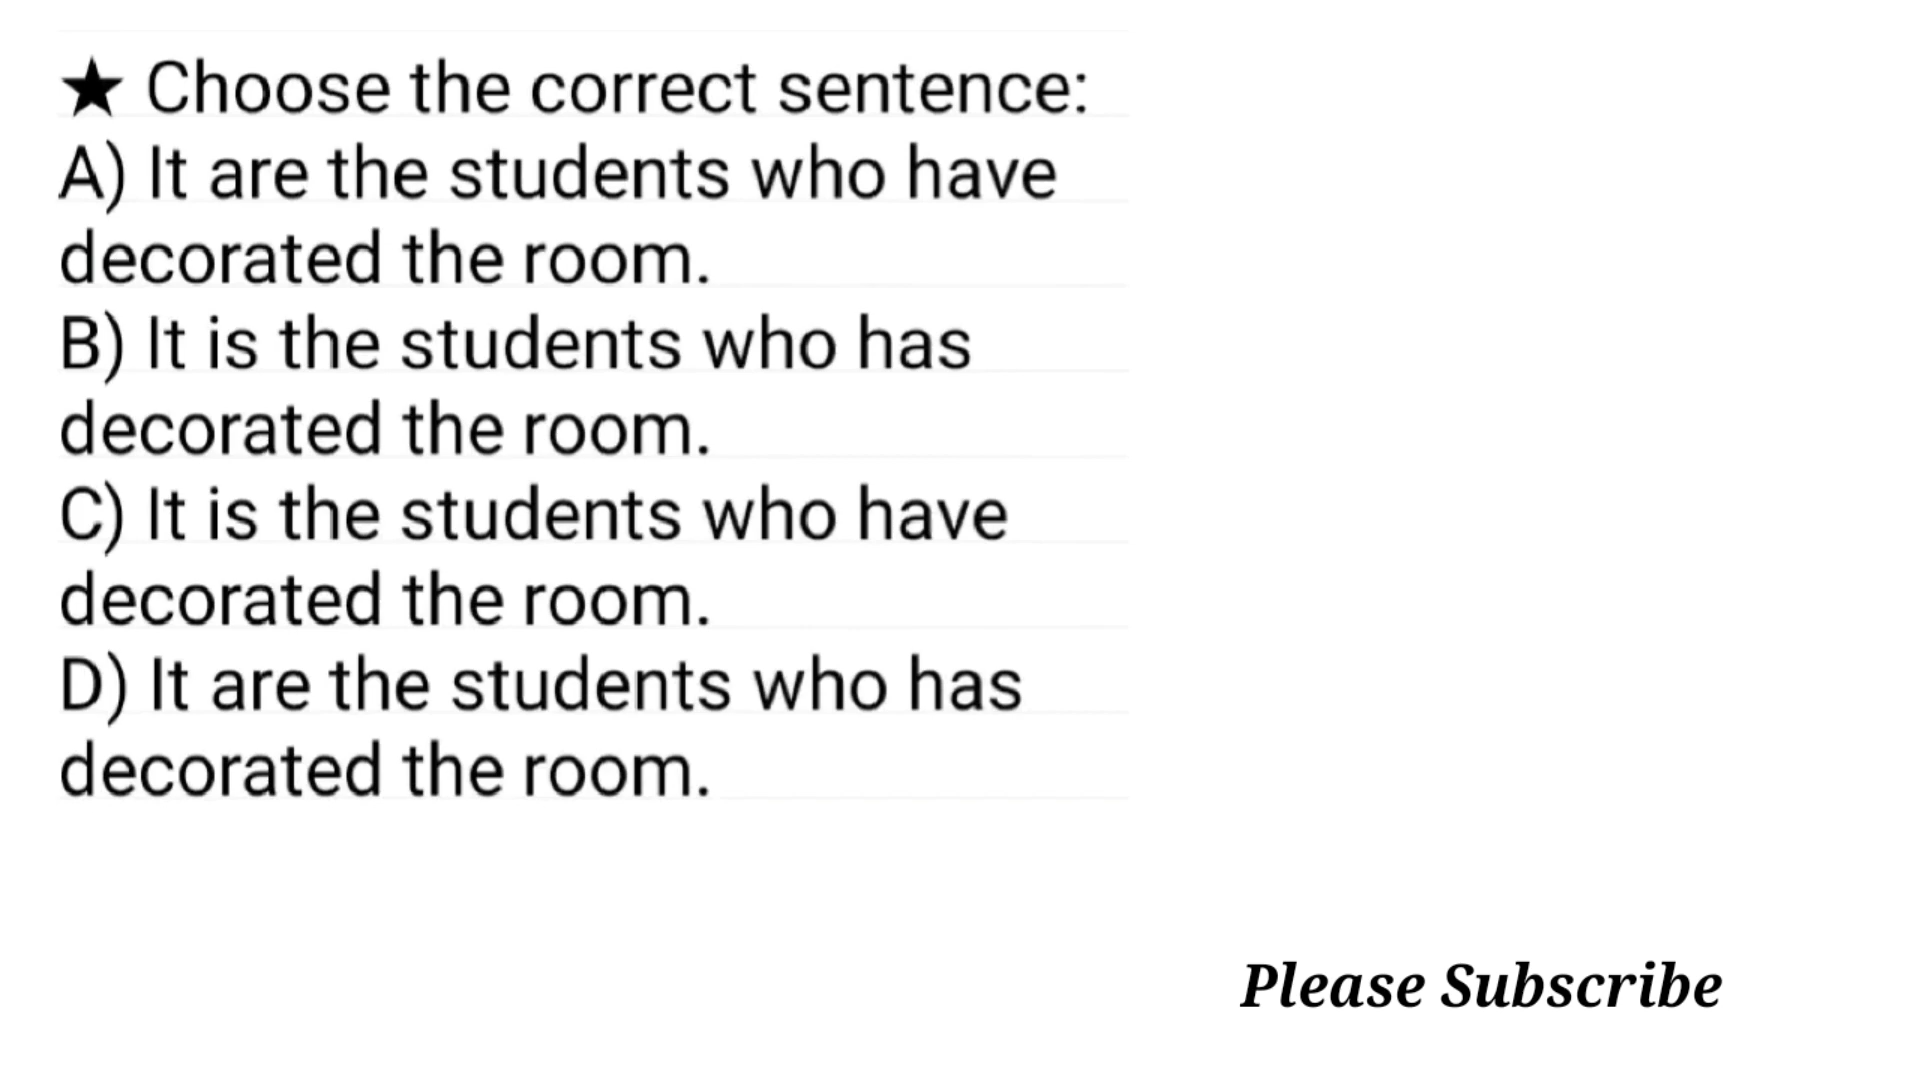 ★ Choose the correct sentence:
A) It are the students who have
decorated the room.
B) It is the students who has
decorated the room.
C) It is the students who have
decorated the room.
D) It are the students who has
decorated the room.
Please Subscribe